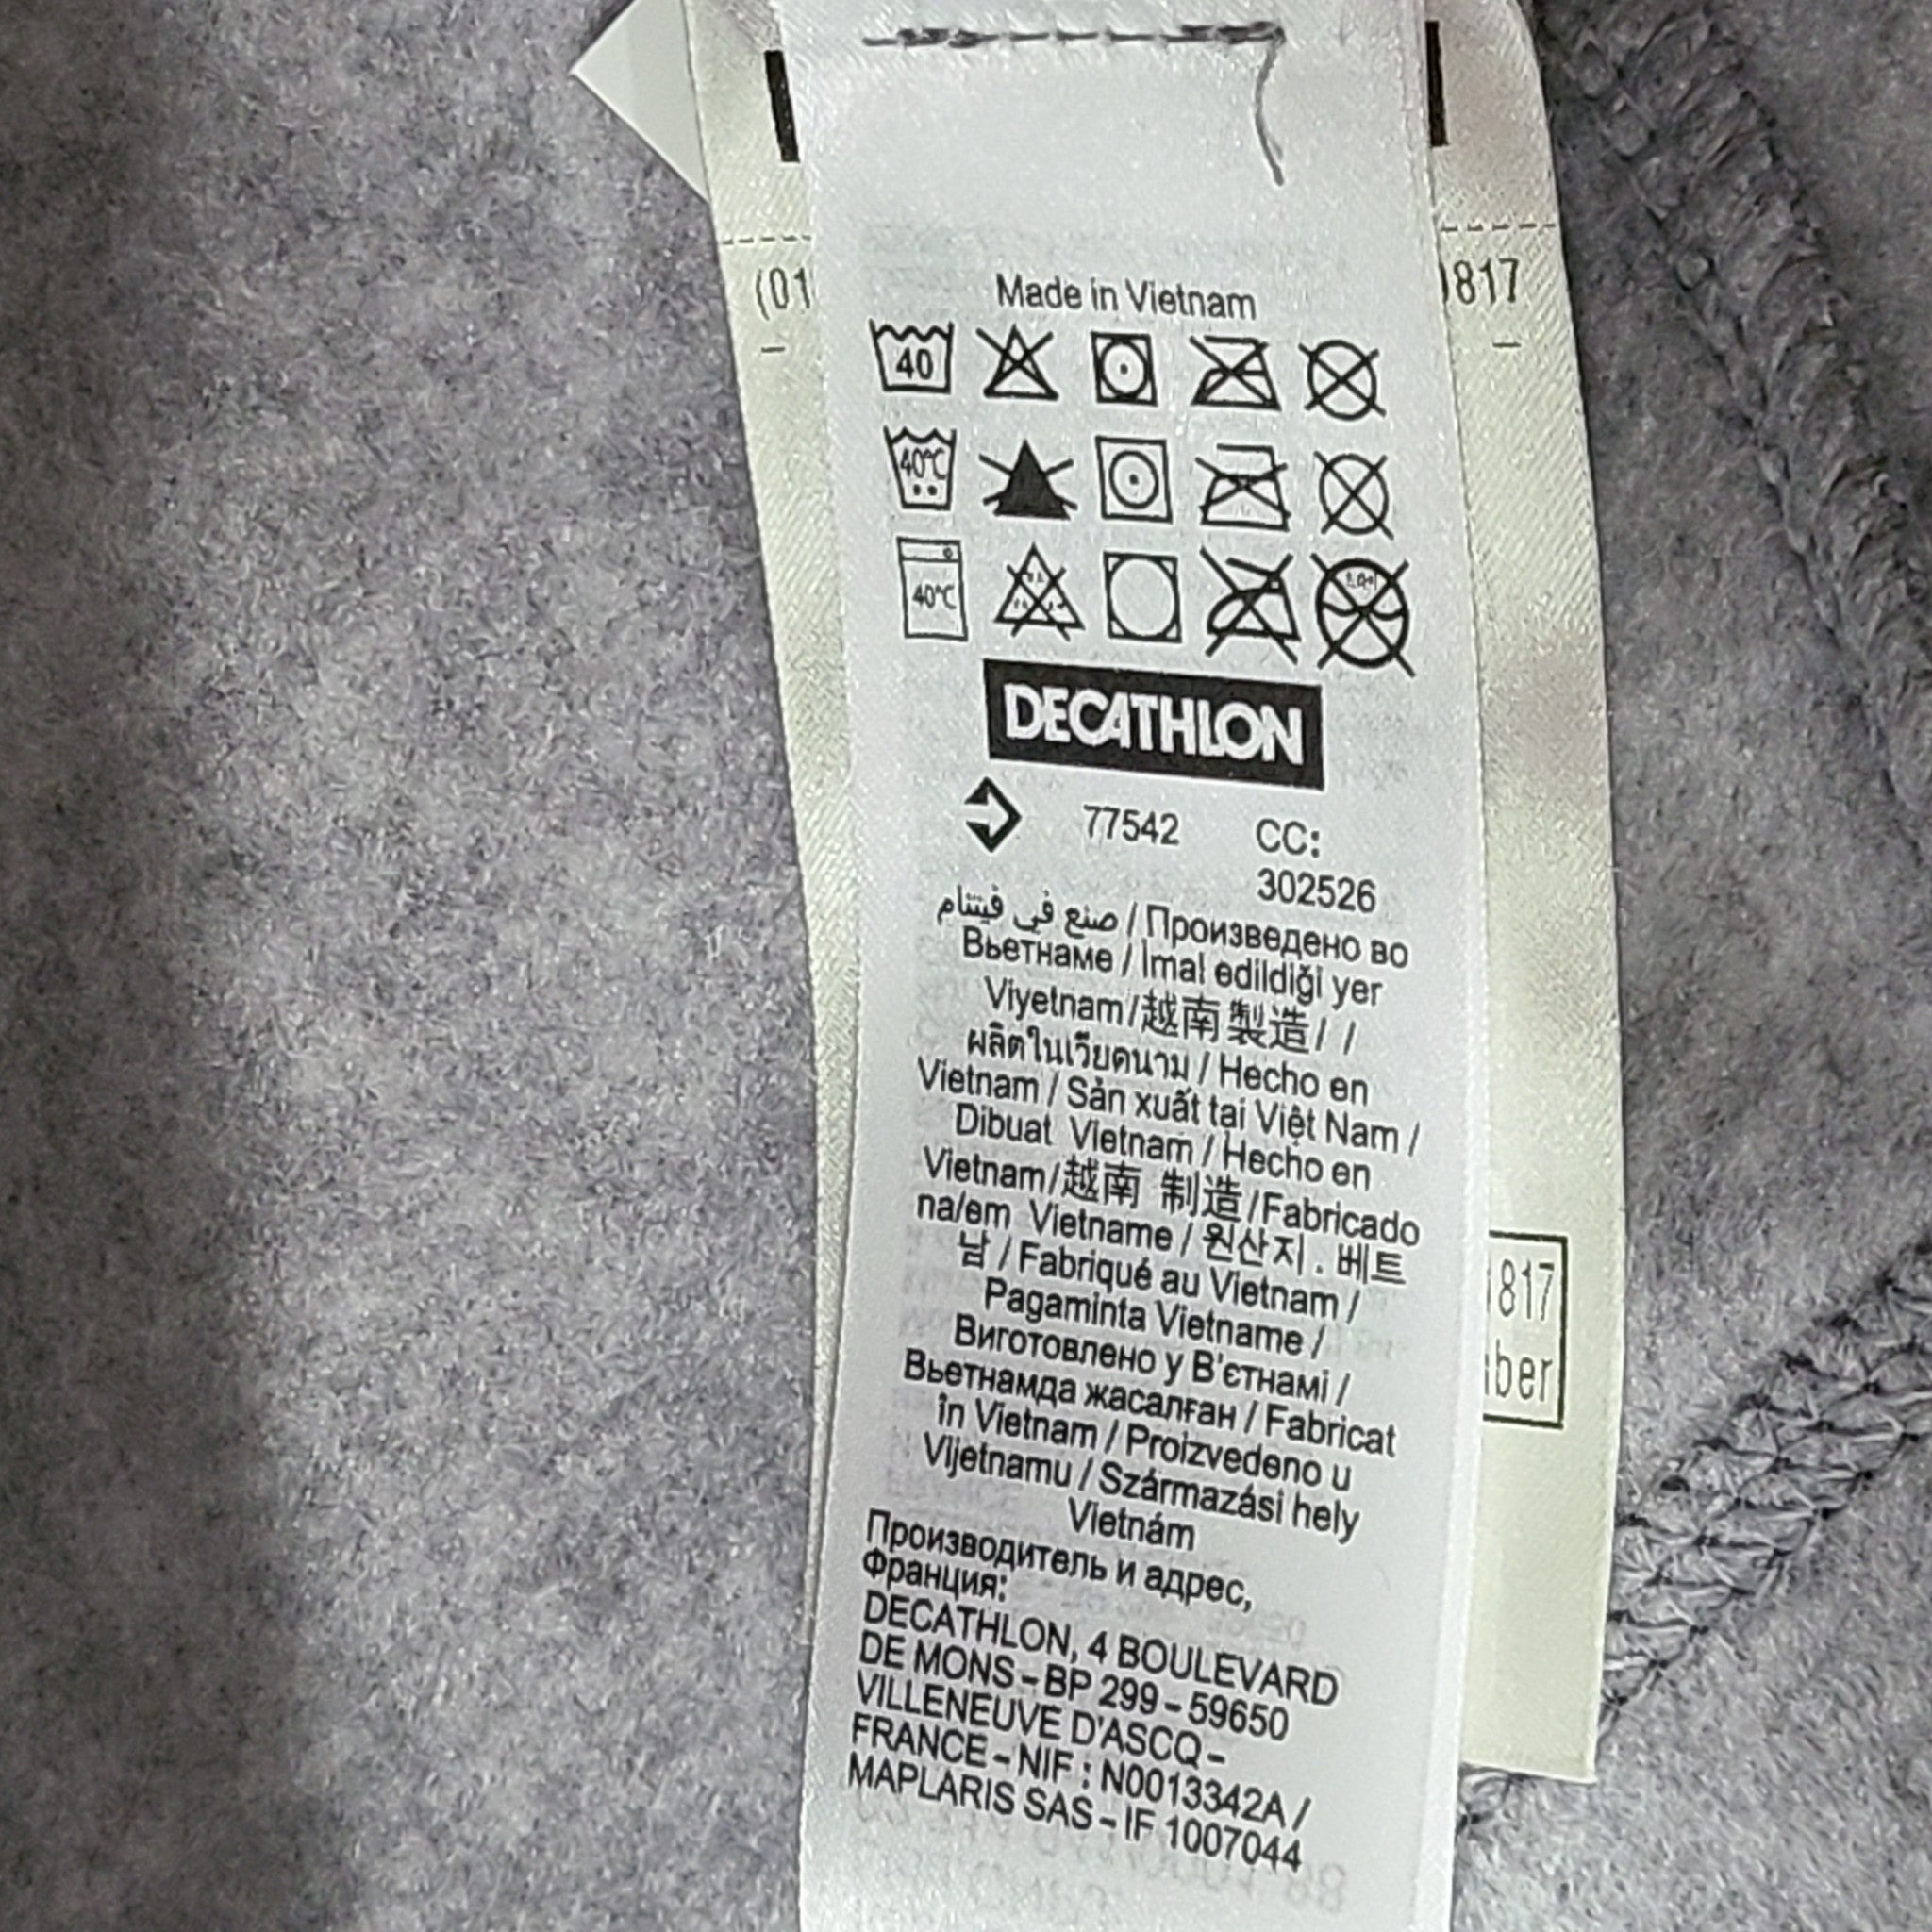 Made in Vietnam
40
40°C
40°C
DECATHLON
77542 CC:
302526
صنع في فيتنام / Произведено во
Вьетнаме / İmal edildiği yer
Viyetnam/越南製造/ /
ผลิตในเวียดนาม / Hecho en
Vietnam / Sản xuất tại Việt Nam /
Dibuat Vietnam / Hecho en
Vietnam/越南 制造/Fabricado
na/em Vietname / 원산지 . 베트
남 / Fabriqué au Vietnam /
Pagaminta Vietname /
Виготовлено у В'єтнамі /
Вьетнамда жасалған / Fabricat
în Vietnam / Proizvedeno u
Vijetnamu / Származási hely
Vietnám
Производитель и адрес,
Франция:
DECATHLON, 4 BOULEVARD
DE MONS – BP 299 – 59650
VILLENEUVE D'ASCQ –
FRANCE – NIF : N0013342A /
MAPLARIS SAS – IF 1007044
(01
817
817
ber